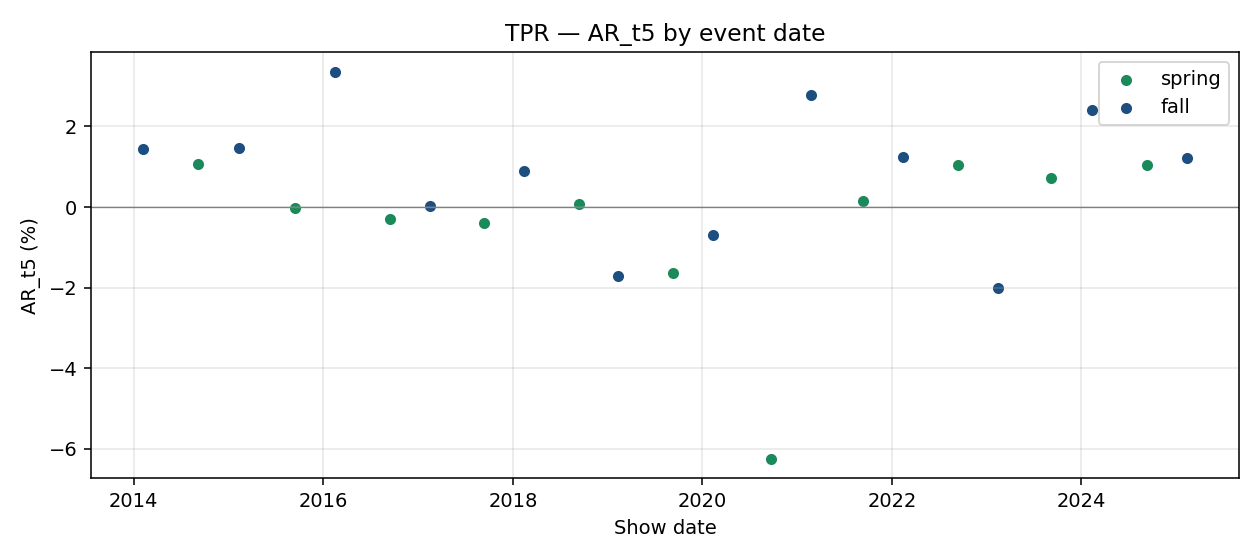 TPR — AR_t5 by event date
spring
fall
AR_t5 (%)
2
0
−2
−4
−6
2014 2016 2018 2020 2022 2024
Show date